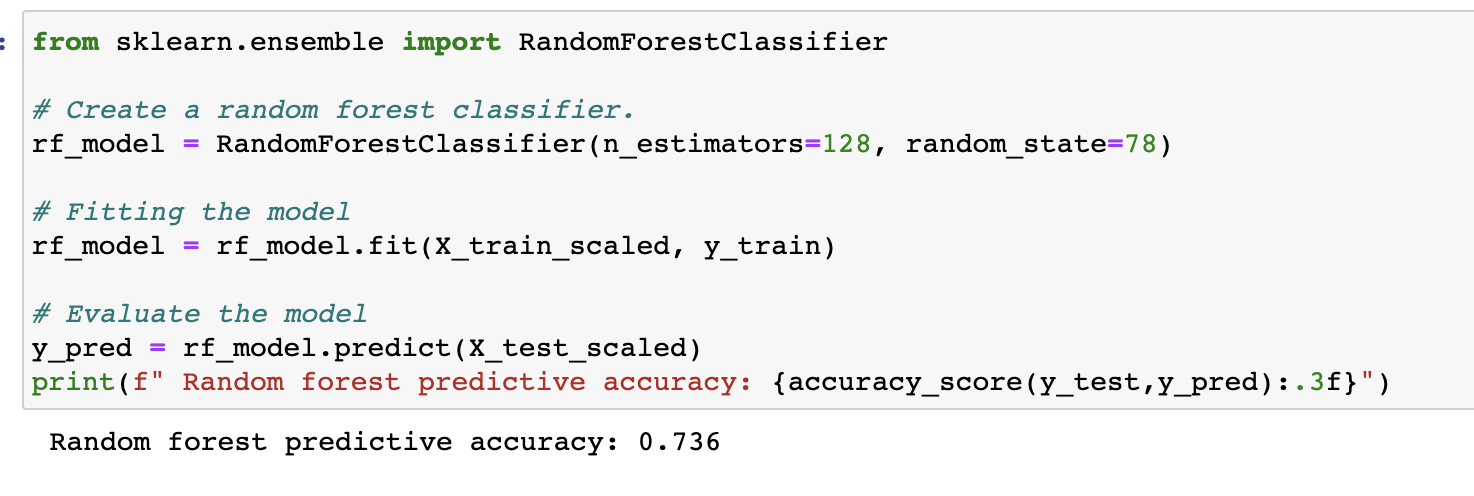 :
from sklearn.ensemble import RandomForestClassifier
# Create a random forest classifier.
rf_model = RandomForestClassifier(n_estimators=128, random_state=78)
# Fitting the model
rf_model = rf_model.fit(X_train_scaled, y_train)
# Evaluate the model
y_pred = rf_model.predict(X_test_scaled)
print(f" Random forest predictive accuracy: {accuracy_score(y_test,y_pred):.3f}")
Random forest predictive accuracy: 0.736